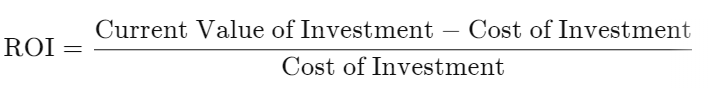 ROI = Current Value of Investment − Cost of Investment
Cost of Investment